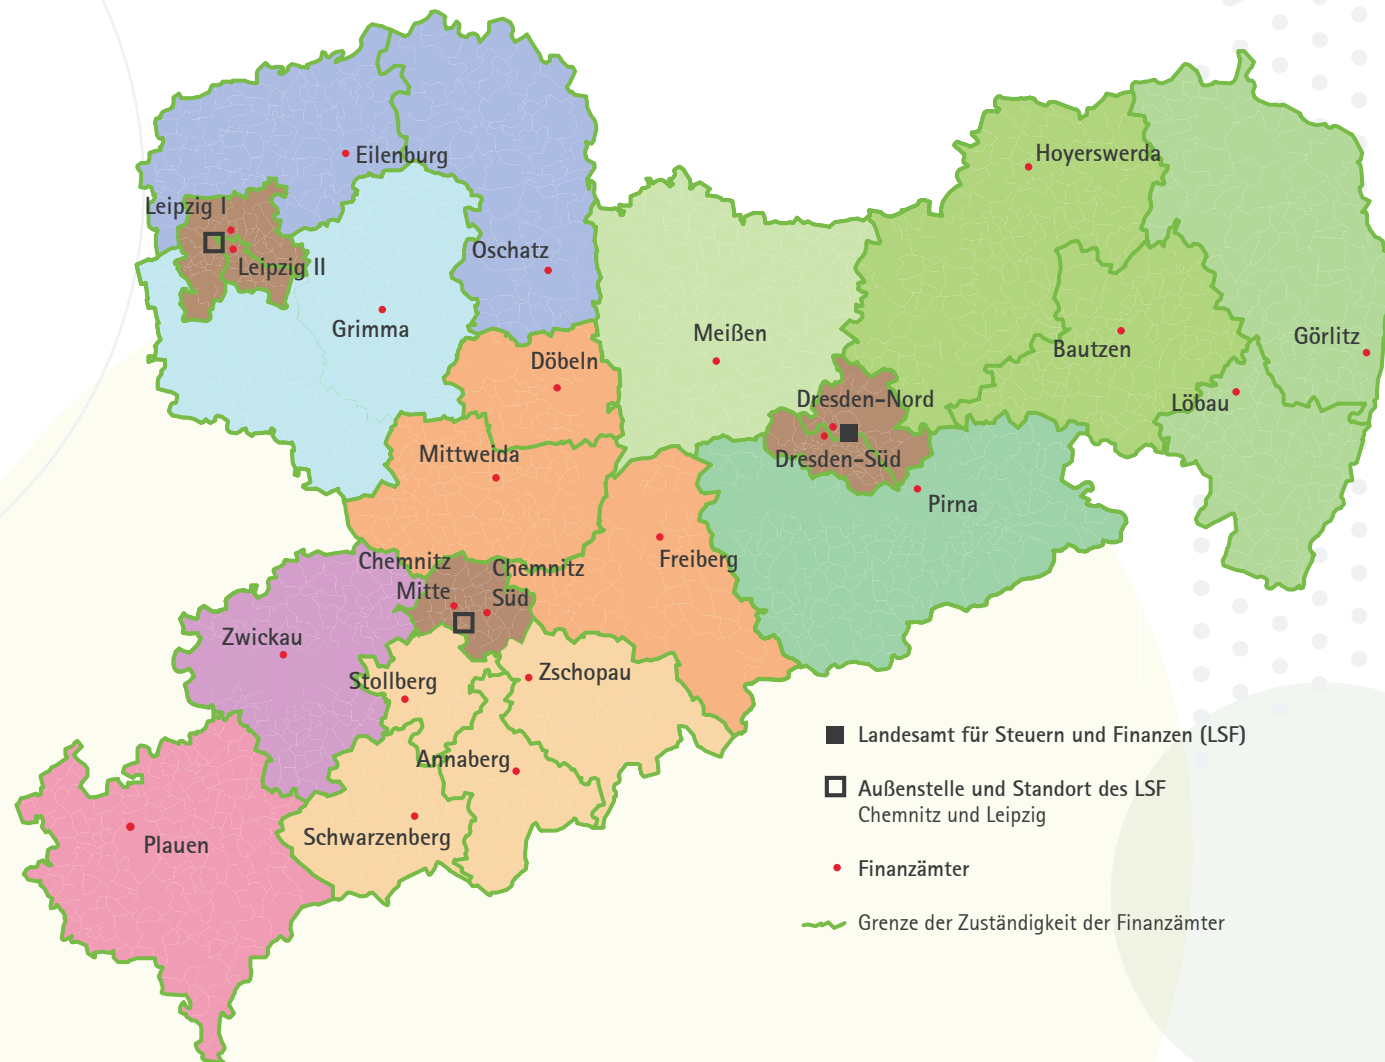 Eilenburg
Hoyerswerda
Leipzig I
Leipzig II
Oschatz
Grimma
Meißen
Görlitz
Bautzen
Döbeln
Löbau
Dresden-Nord
Mittweida
Dresden-Süd
Pirna
Chemnitz
Mitte
Chemnitz
Süd
Freiberg
Zwickau
Stollberg
Zschopau
Annaberg
Schwarzenberg
Plauen
Landesamt für Steuern und Finanzen (LSF)
Außenstelle und Standort des LSF
Chemnitz und Leipzig
Finanzämter
Grenze der Zuständigkeit der Finanzämter